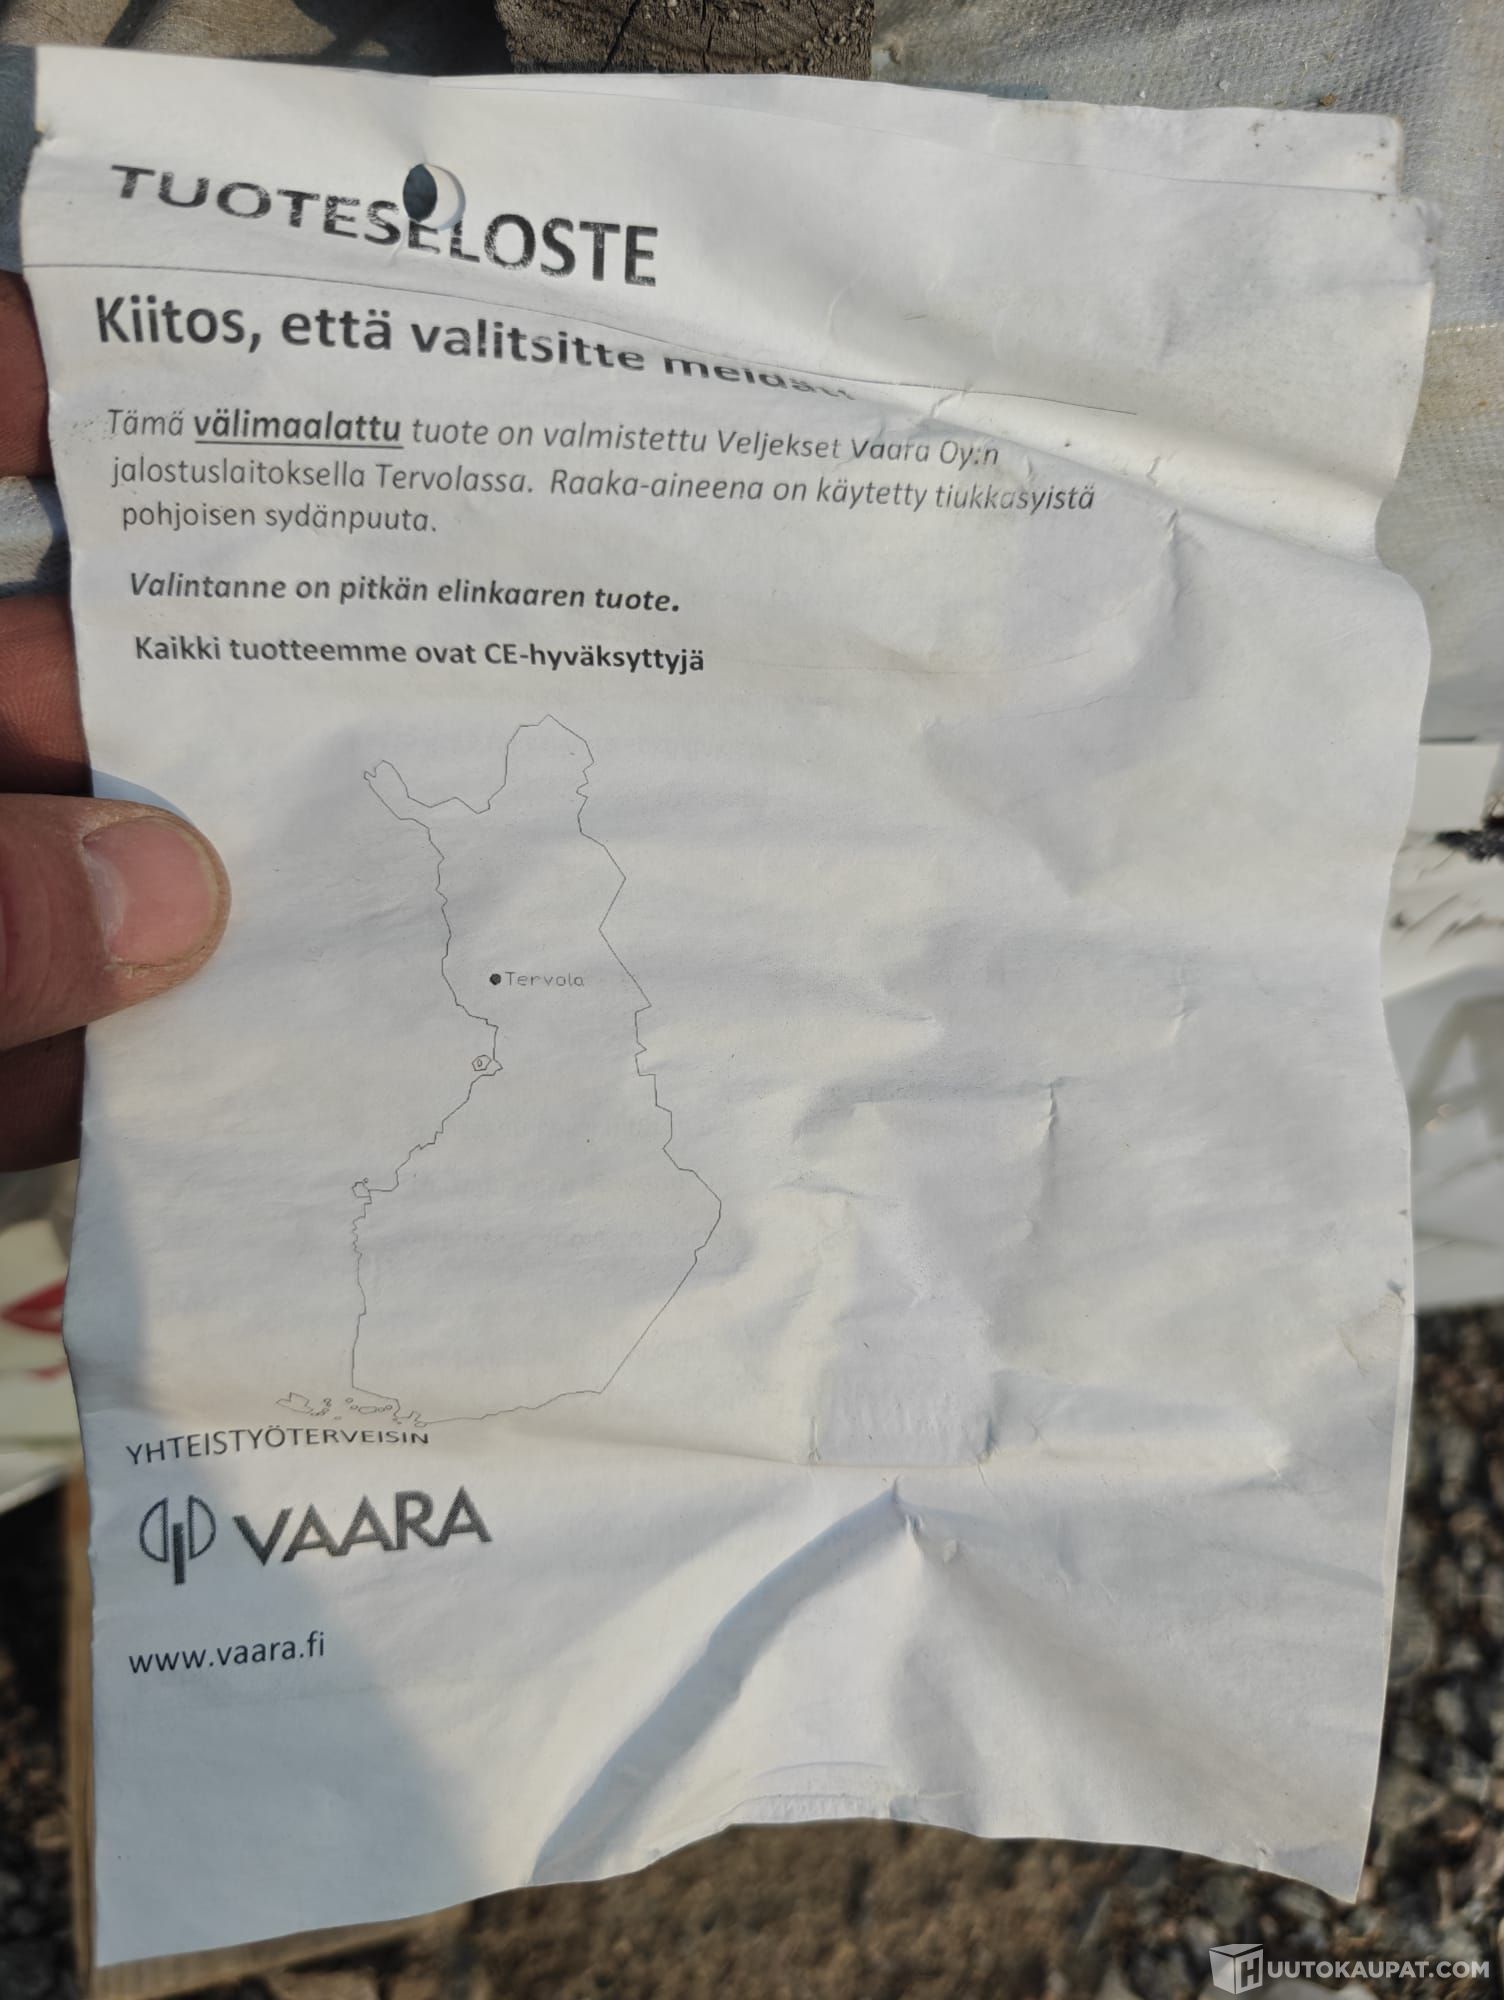 TUOTESELOSTE
Kiitos, että valitsitte meidät
Tämä välimaalattu tuote on valmistettu Veljekset Vaara Oy:n
jalostuslaitoksella Tervolassa. Raaka-aineena on käytetty tiukkasyistä
pohjoisen sydänpuuta.
Valintanne on pitkän elinkaaren tuote.
Kaikki tuotteemme ovat CE-hyväksyttyjä
Tervola
YHTEISTYÖTERVEISIN
VAARA
www.vaara.fi
HUUTOKAUPAT.COM